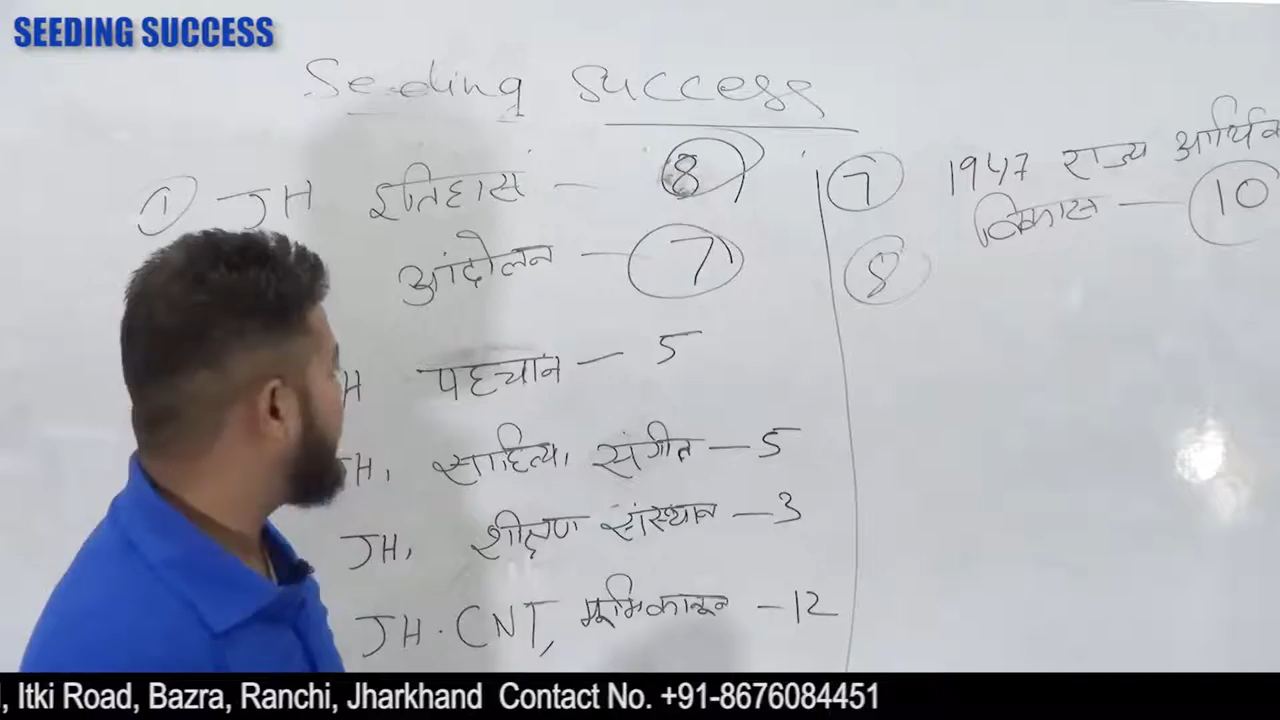 SEEDING SUCCESS
Seeding Success
① JH इतिहास — 8
आंदोलन — 7
H पहचान — 5
JH, साहित्य, संगीत — 5
JH, शीक्षण संस्थान — 3
JH. CNT, भूमि कानून — 12
⑦ 1947 राज्य आर्थिक
विकास — 10
⑧
, Itki Road, Bazra, Ranchi, Jharkhand Contact No. +91-8676084451